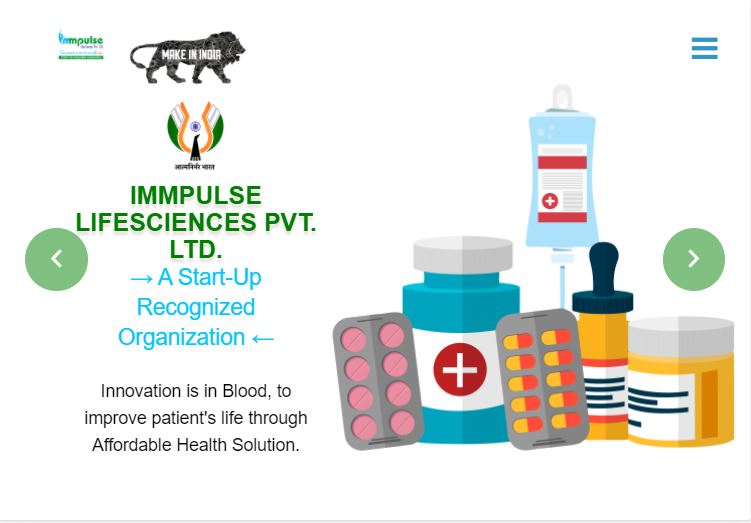 immpulse
MAKE IN INDIA
आत्मनिर्भर भारत
IMMPULSE
LIFESCIENCES PVT.
LTD.
→ A Start-Up
Recognized
Organization ←
Innovation is in Blood, to
improve patient's life through
Affordable Health Solution.